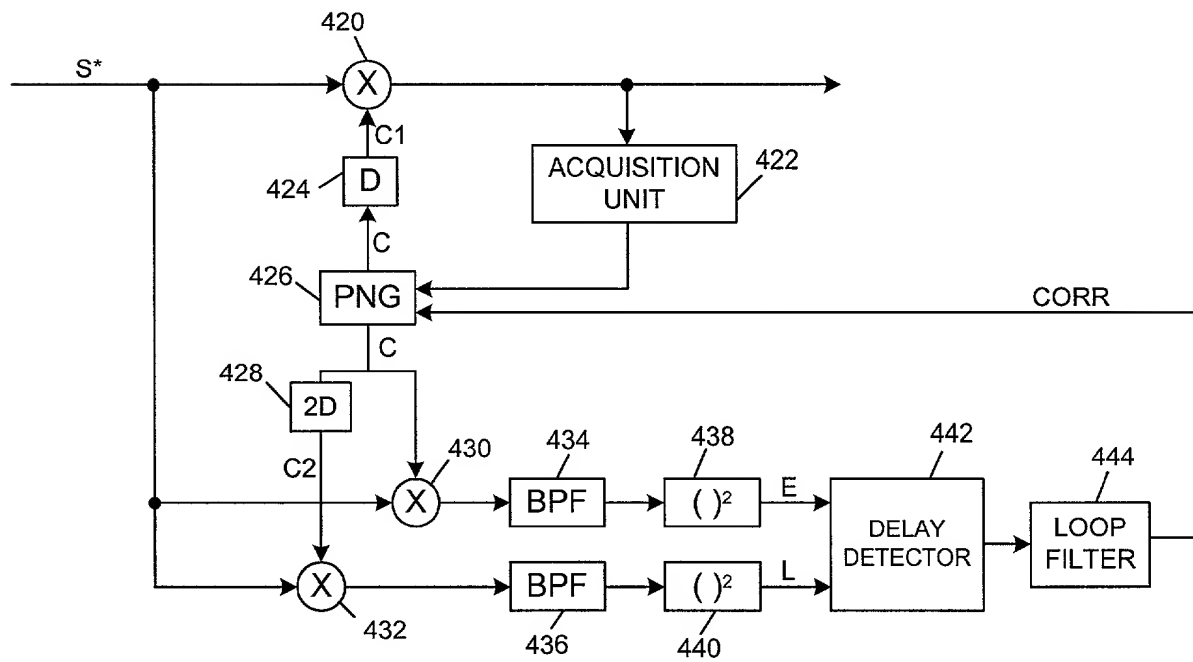 420
S*
X
C1
424
D
ACQUISITION
UNIT
422
C
426
PNG
CORR
C
428
2D
C2
430
X
434
BPF
438
( )²
E
442
DELAY
DETECTOR
444
LOOP
FILTER
X
432
BPF
436
( )²
440
L